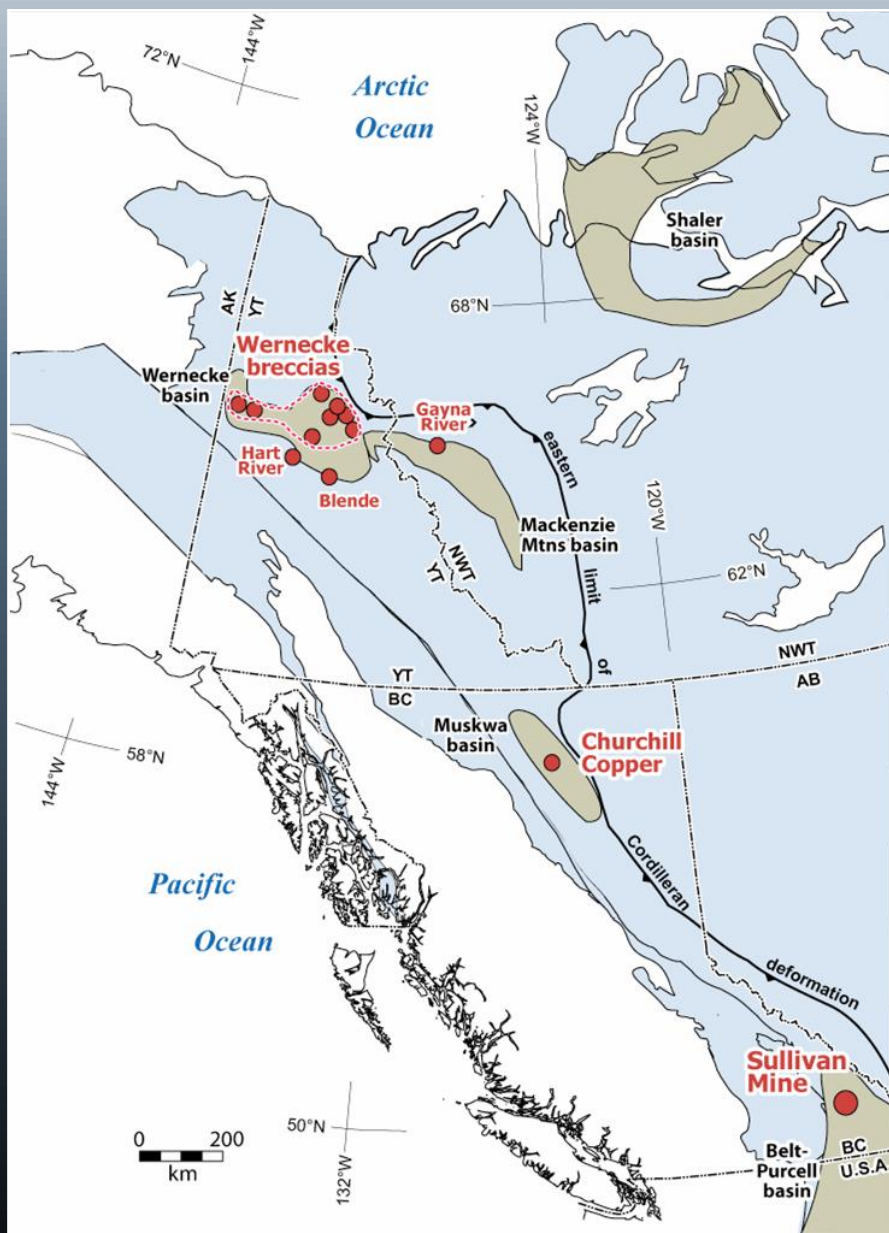 72°N
144°W
Arctic
Ocean
124°W
Shaler
basin
68°N
AK
YT
Wernecke
breccias
Wernecke
basin
Gayna
River
Hart
River
Blende
eastern
120°W
Mackenzie
Mtns basin
NWT
YT
limit
62°N
of
NWT
AB
YT
BC
Muskwa
basin
Churchill
Copper
58°N
144°W
Cordilleran
Pacific
Ocean
deformation
Sullivan
Mine
50°N
0 200
km
132°W
Belt-
Purcell
basin
BC
U.S.A